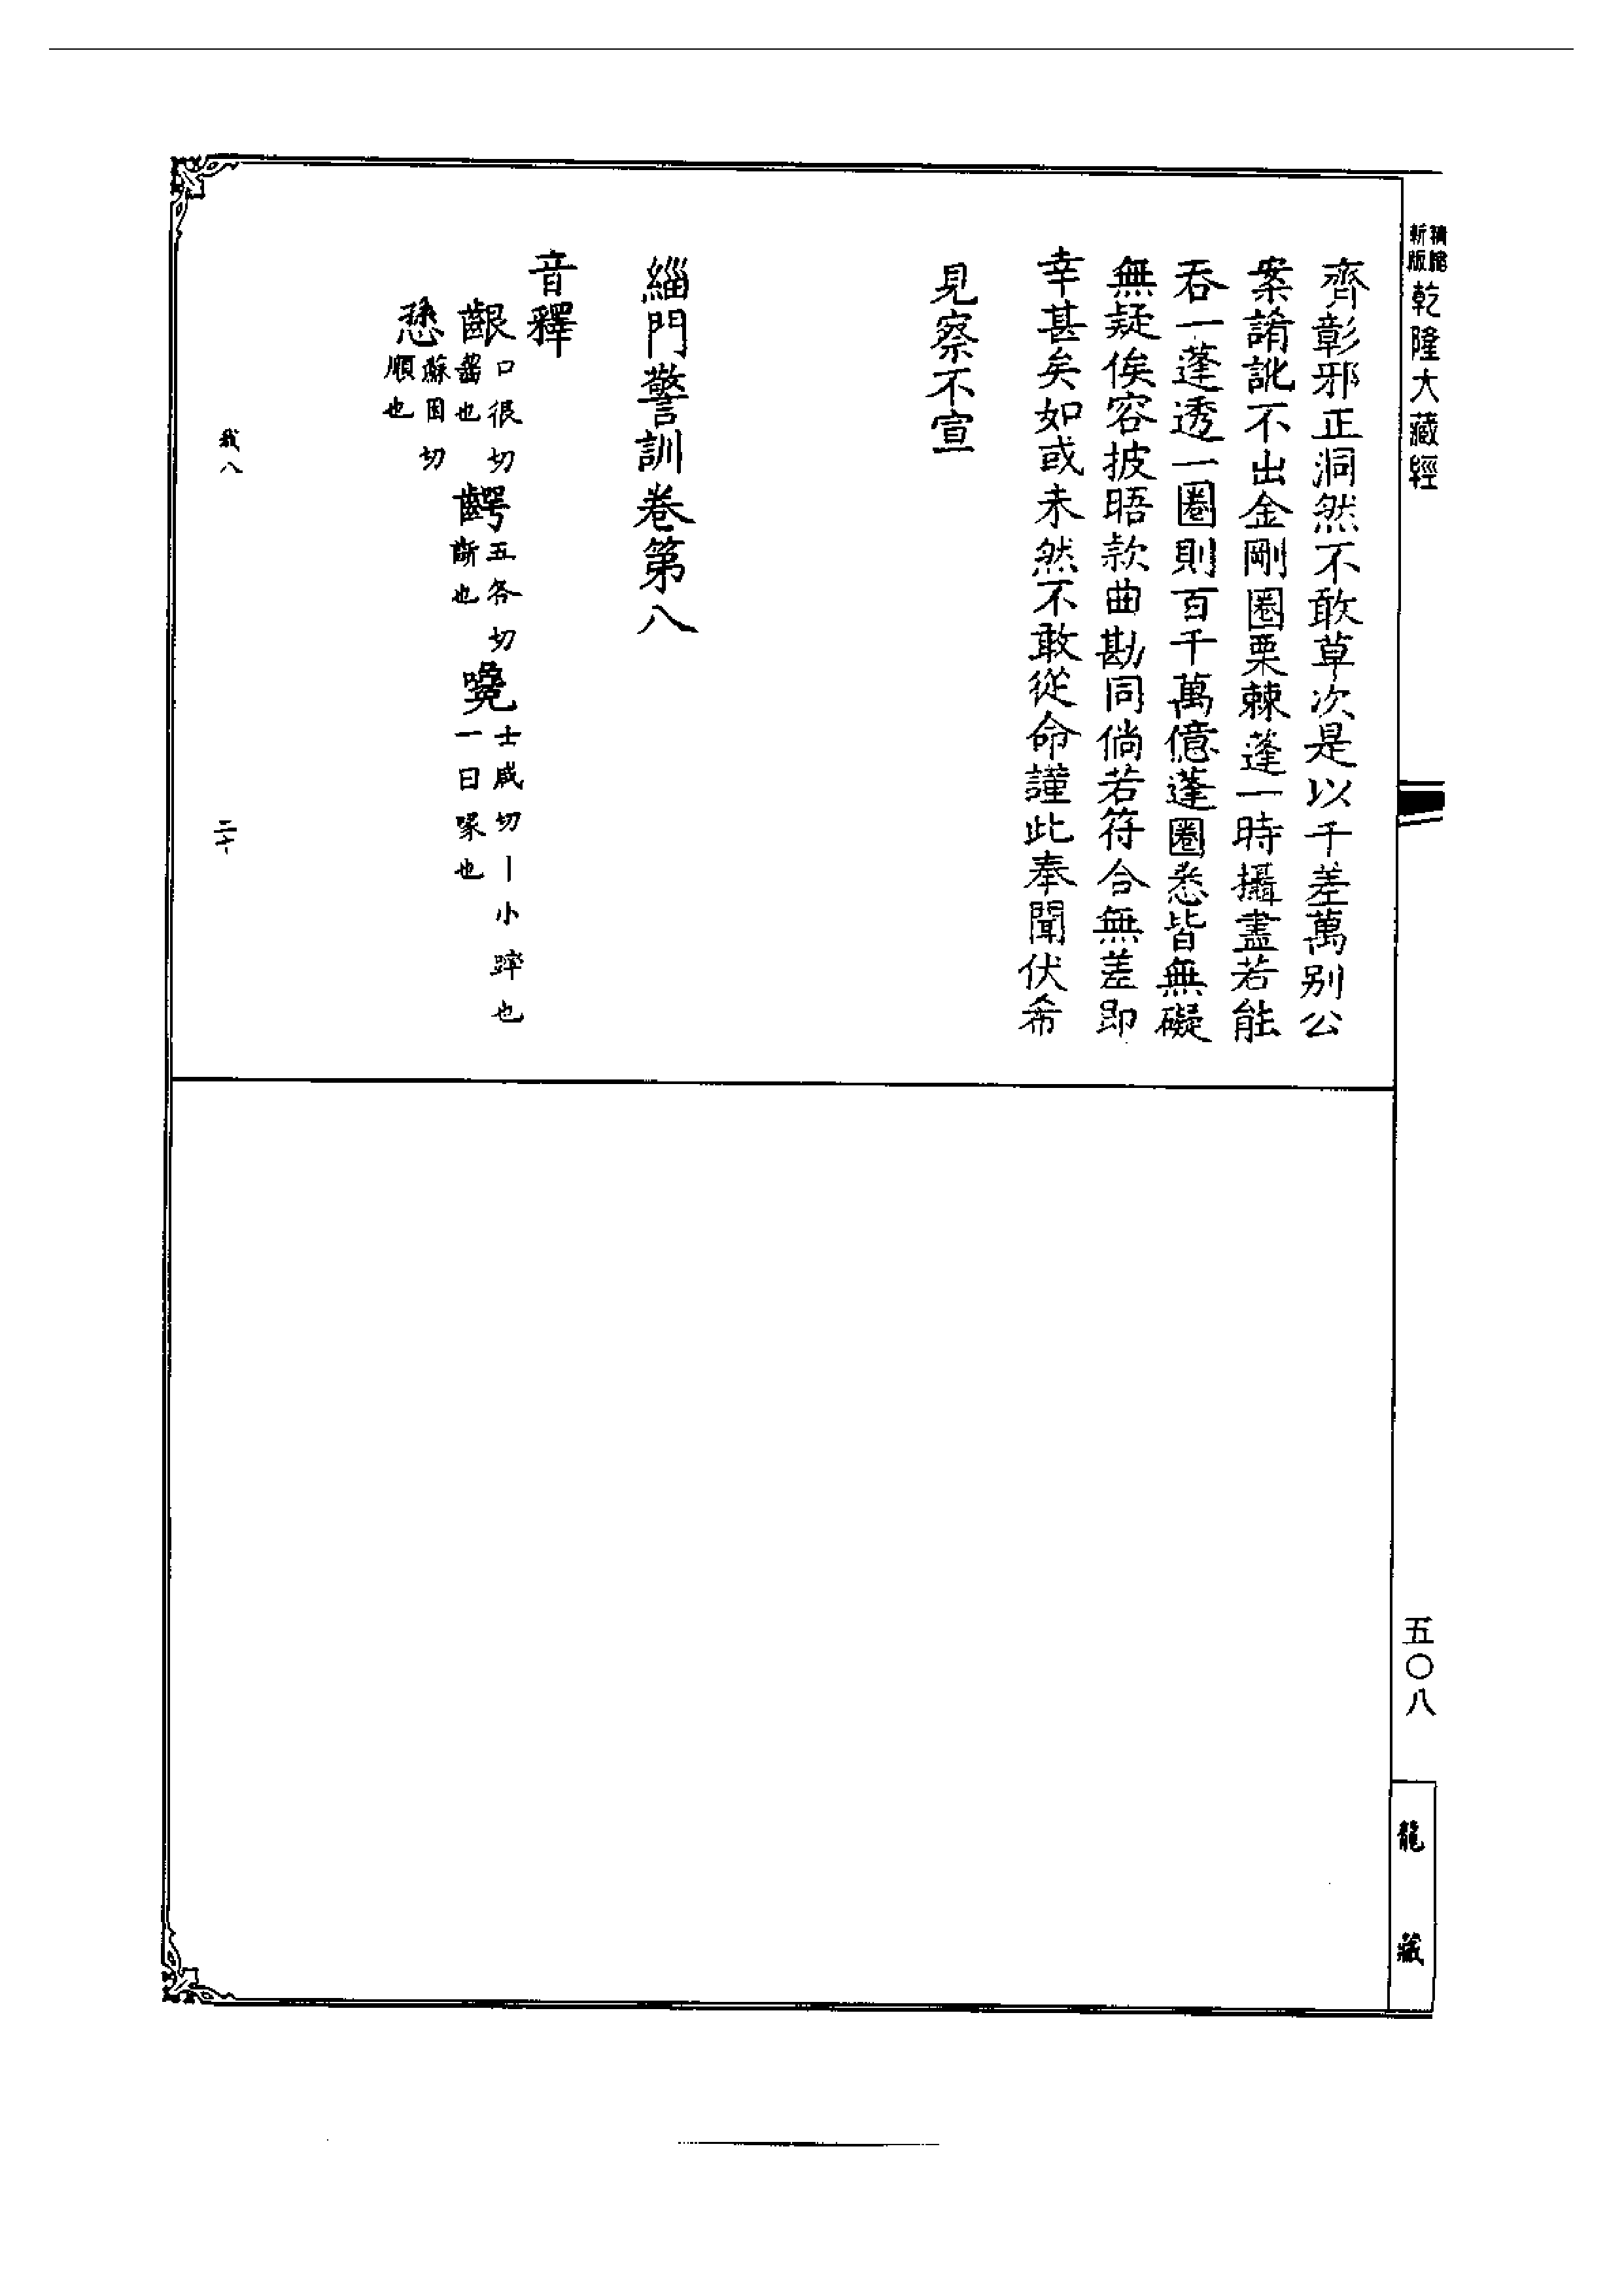 新版
乾隆大藏經
齊彰邪正洞然不敢草次是以千差萬别公
案誵訛不出金剛圈栗棘蓬一時攝盡若能
吞一蓬透一圈則百千萬億蓬圈悉皆無礙
無疑俟容披晤款曲勘同倘若符合無差即
幸甚矣如或未然不敢從命謹此奉聞伏希
見察不宣
緇門警訓卷第八
音釋
齦口很切齧也 齶五各切齗也 嚵士咸切丨小啐也一曰喙也
愻蘇困切順也
八
二十
五〇八
龍藏